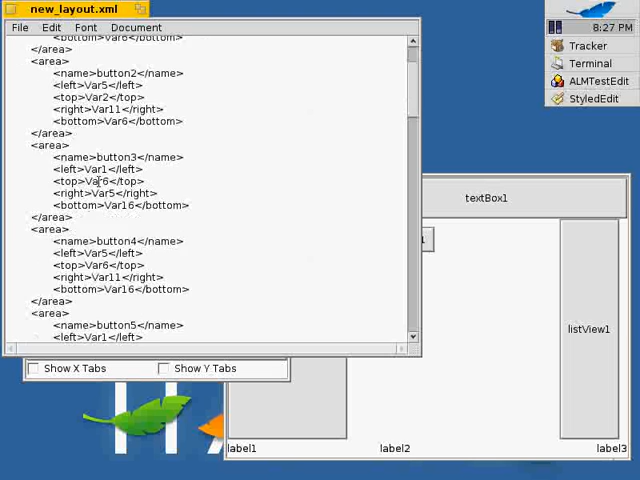 new_layout.xml
File Edit Font Document
<bottom>Var6</bottom>
</area>
<area>
<name>button2</name>
<left>Var5</left>
<top>Var2</top>
<right>Var11</right>
<bottom>Var6</bottom>
</area>
<area>
<name>button3</name>
<left>Var1</left>
<top>Var6</top>
<right>Var5</right>
<bottom>Var16</bottom>
</area>
<area>
<name>button4</name>
<left>Var5</left>
<top>Var6</top>
<right>Var11</right>
<bottom>Var16</bottom>
</area>
<area>
<name>button5</name>
<left>Var1</left>
Show X Tabs Show Y Tabs
8:27 PM
Tracker
Terminal
ALMTestEdit
StyledEdit
textBox1
1
listView1
label1 label2 label3